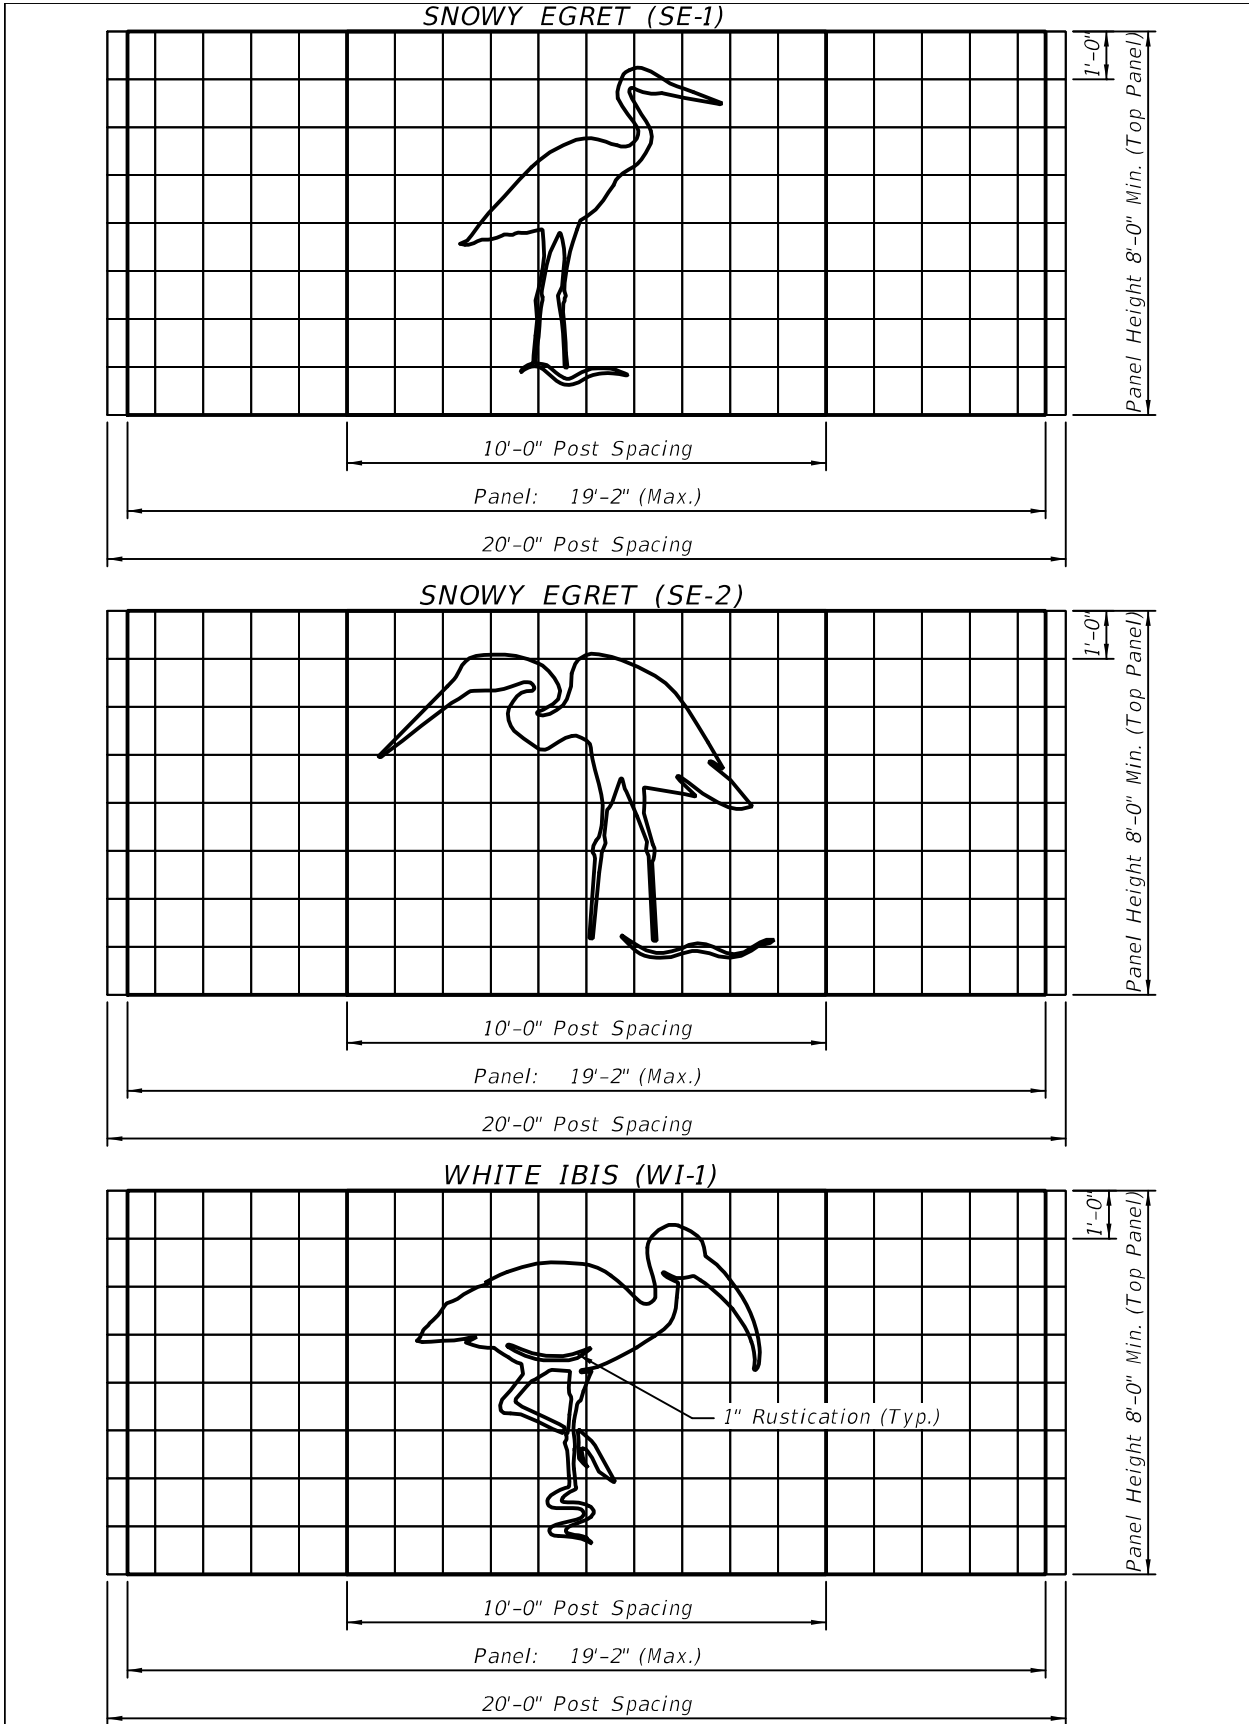 SNOWY EGRET (SE-1)
1'-0"
Panel Height 8'-0" Min. (Top Panel)
10'-0" Post Spacing
Panel: 19'-2" (Max.)
20'-0" Post Spacing
SNOWY EGRET (SE-2)
1'-0"
Panel Height 8'-0" Min. (Top Panel)
10'-0" Post Spacing
Panel: 19'-2" (Max.)
20'-0" Post Spacing
WHITE IBIS (WI-1)
1'-0"
Panel Height 8'-0" Min. (Top Panel)
1" Rustication (Typ.)
10'-0" Post Spacing
Panel: 19'-2" (Max.)
20'-0" Post Spacing